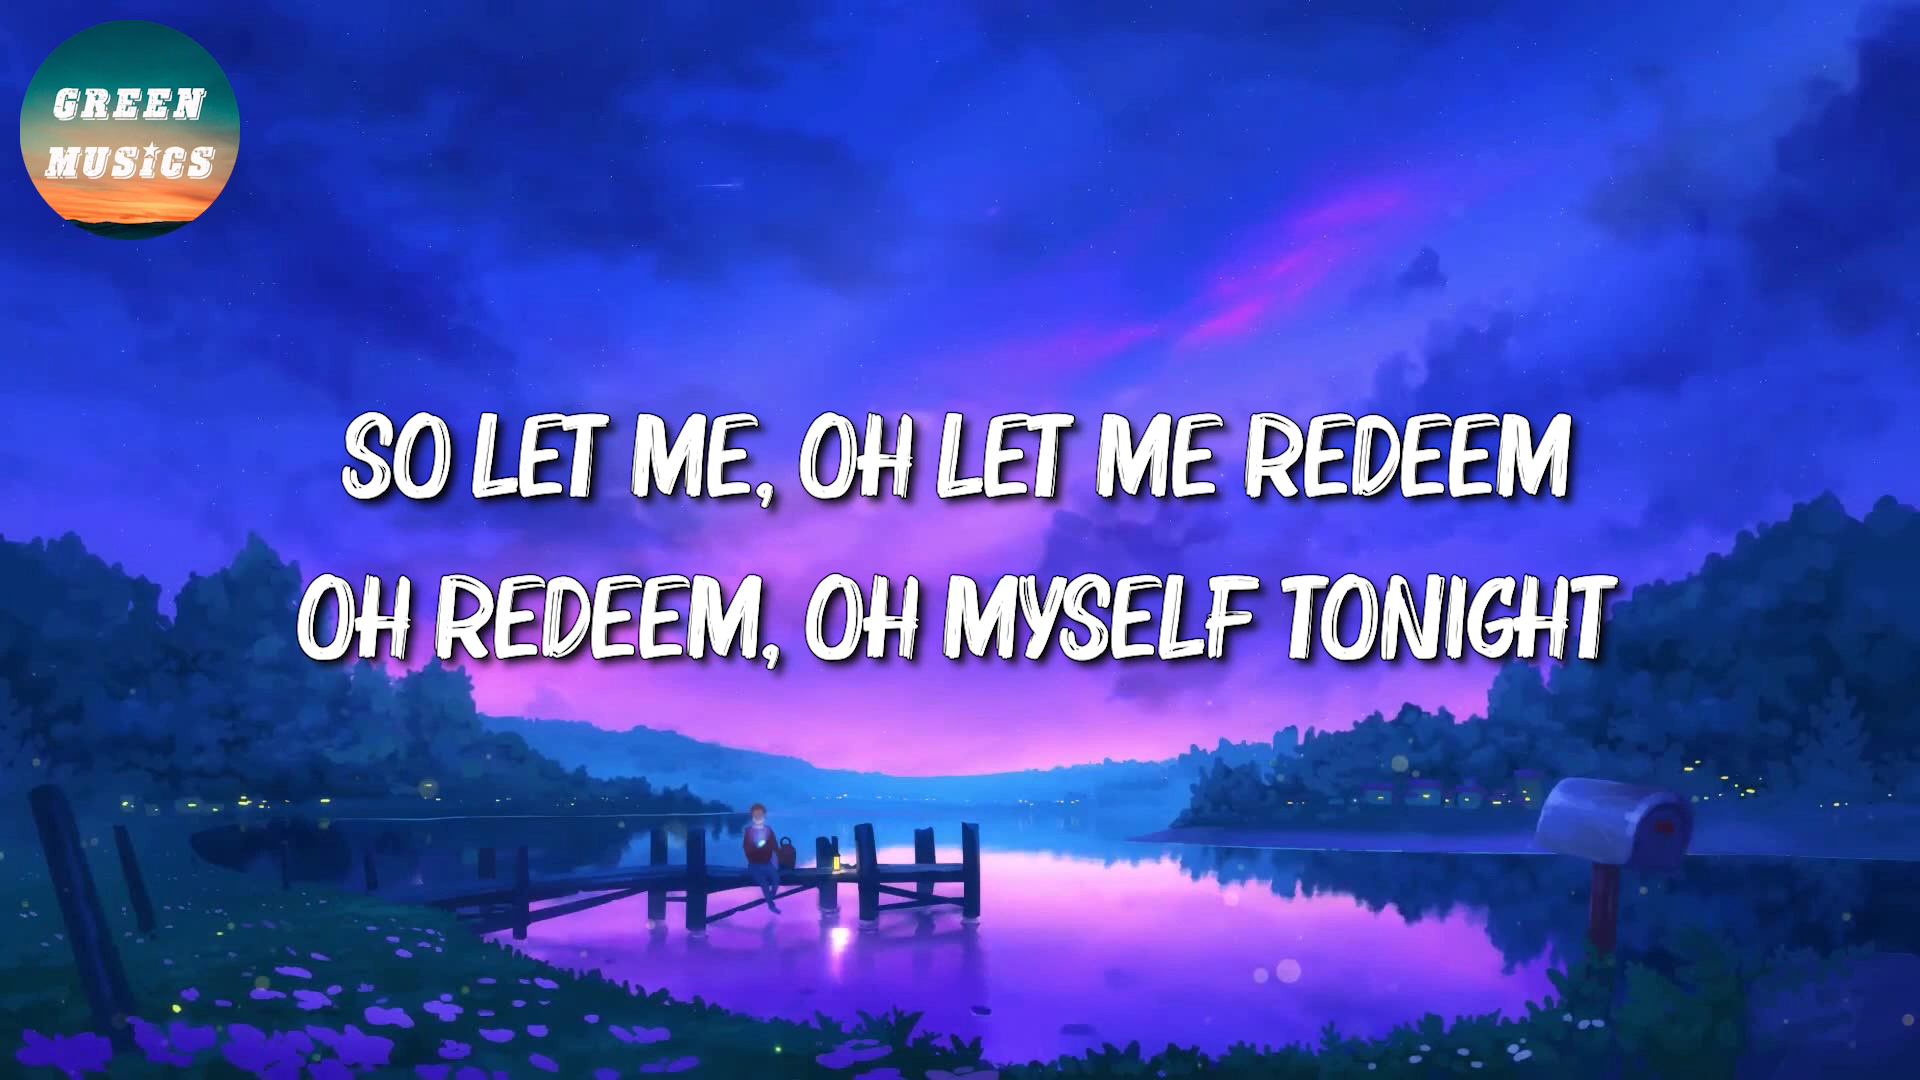 GREEN
MUSICS
SO LET ME, OH LET ME REDEEM
OH REDEEM, OH MYSELF TONIGHT